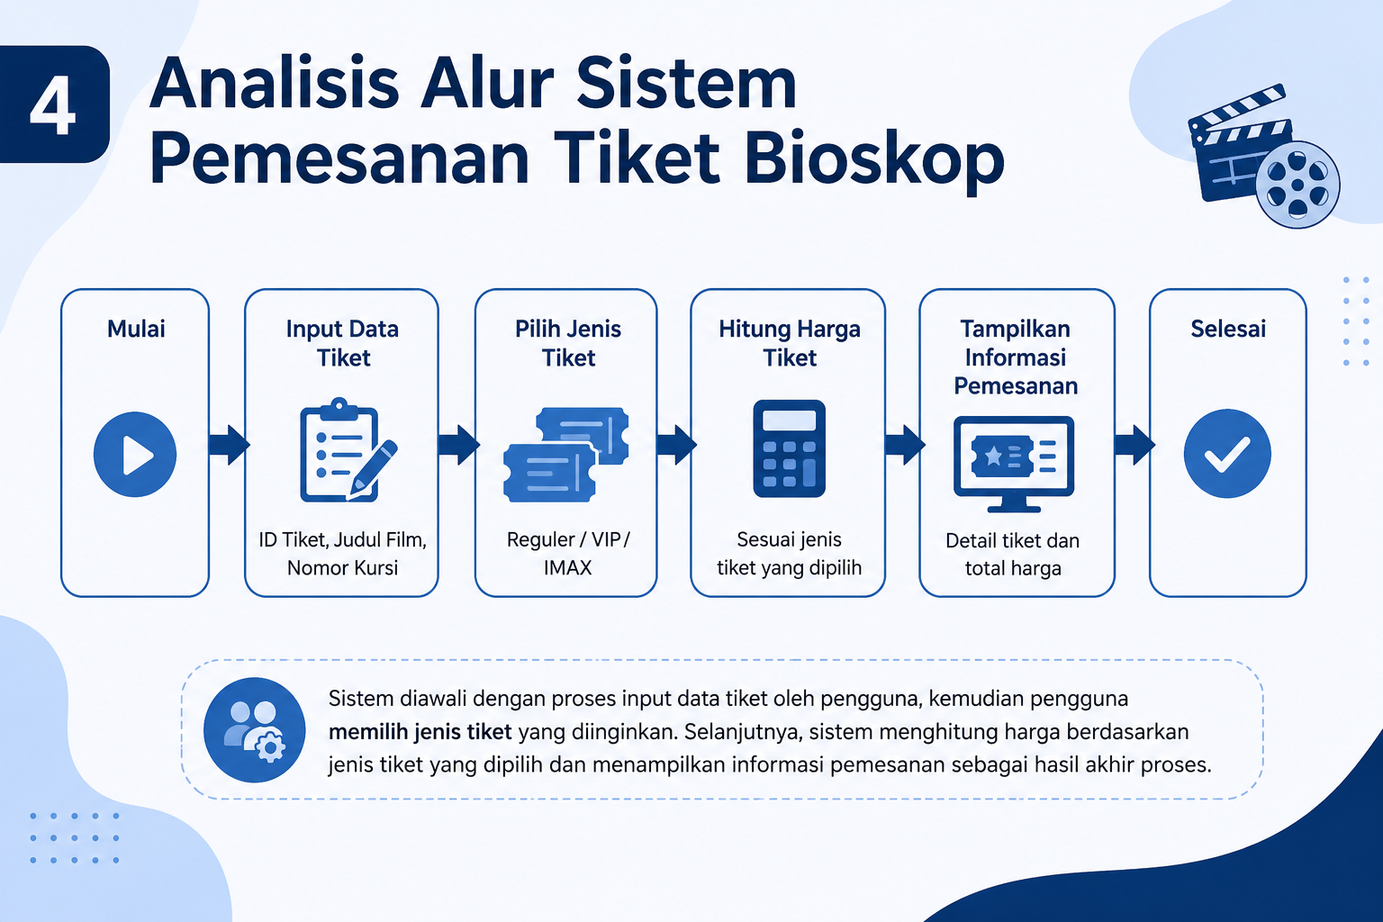 4
Analisis Alur Sistem
Pemesanan Tiket Bioskop
Mulai
Input Data
Tiket
ID Tiket, Judul Film,
Nomor Kursi
Pilih Jenis
Tiket
Reguler / VIP /
IMAX
Hitung Harga
Tiket
Sesuai jenis
tiket yang dipilih
Tampilkan
Informasi
Pemesanan
Detail tiket dan
total harga
Selesai
Sistem diawali dengan proses input data tiket oleh pengguna, kemudian pengguna
memilih jenis tiket yang diinginkan. Selanjutnya, sistem menghitung harga berdasarkan
jenis tiket yang dipilih dan menampilkan informasi pemesanan sebagai hasil akhir proses.